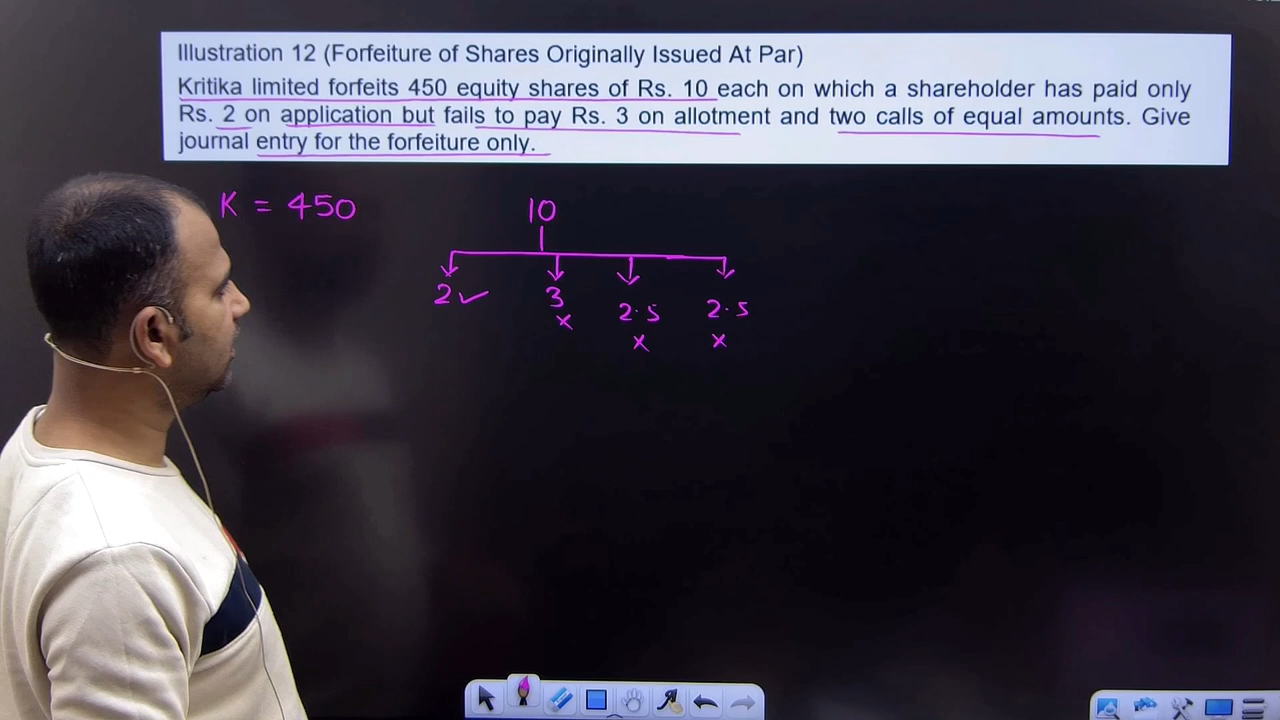 Illustration 12 (Forfeiture of Shares Originally Issued At Par)
Kritika limited forfeits 450 equity shares of Rs. 10 each on which a shareholder has paid only
Rs. 2 on application but fails to pay Rs. 3 on allotment and two calls of equal amounts. Give
journal entry for the forfeiture only.
K = 450
10
2 ✓ 3 2.5 2.5
x x x